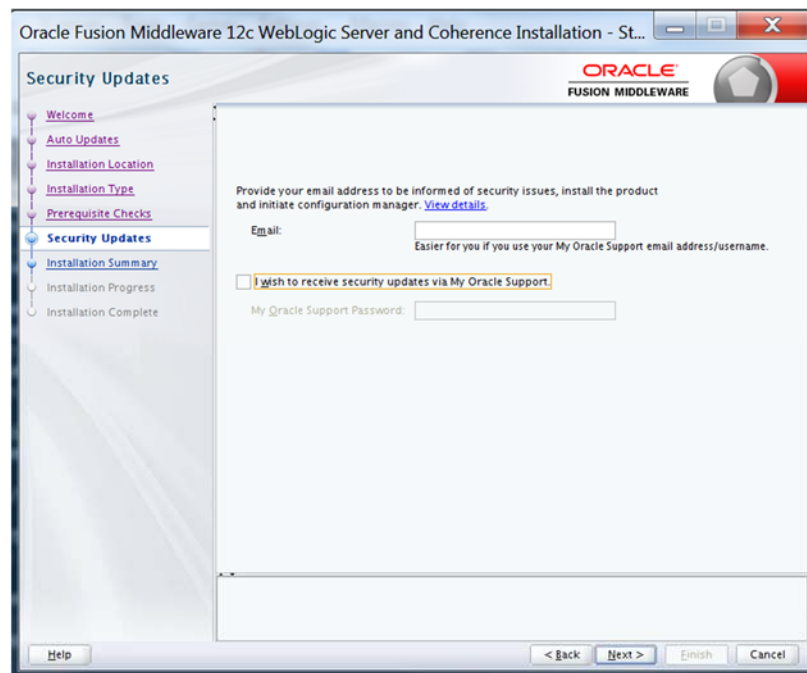 Oracle Fusion Middleware 12c WebLogic Server and Coherence Installation - St...
Security Updates
ORACLE
FUSION MIDDLEWARE
Welcome
Auto Updates
Installation Location
Installation Type
Prerequisite Checks
Security Updates
Installation Summary
Installation Progress
Installation Complete
Provide your email address to be informed of security issues, install the product
and initiate configuration manager. View details.
Email:
Easier for you if you use your My Oracle Support email address/username.
I wish to receive security updates via My Oracle Support.
My Oracle Support Password:
Help
< Back
Next >
Finish
Cancel